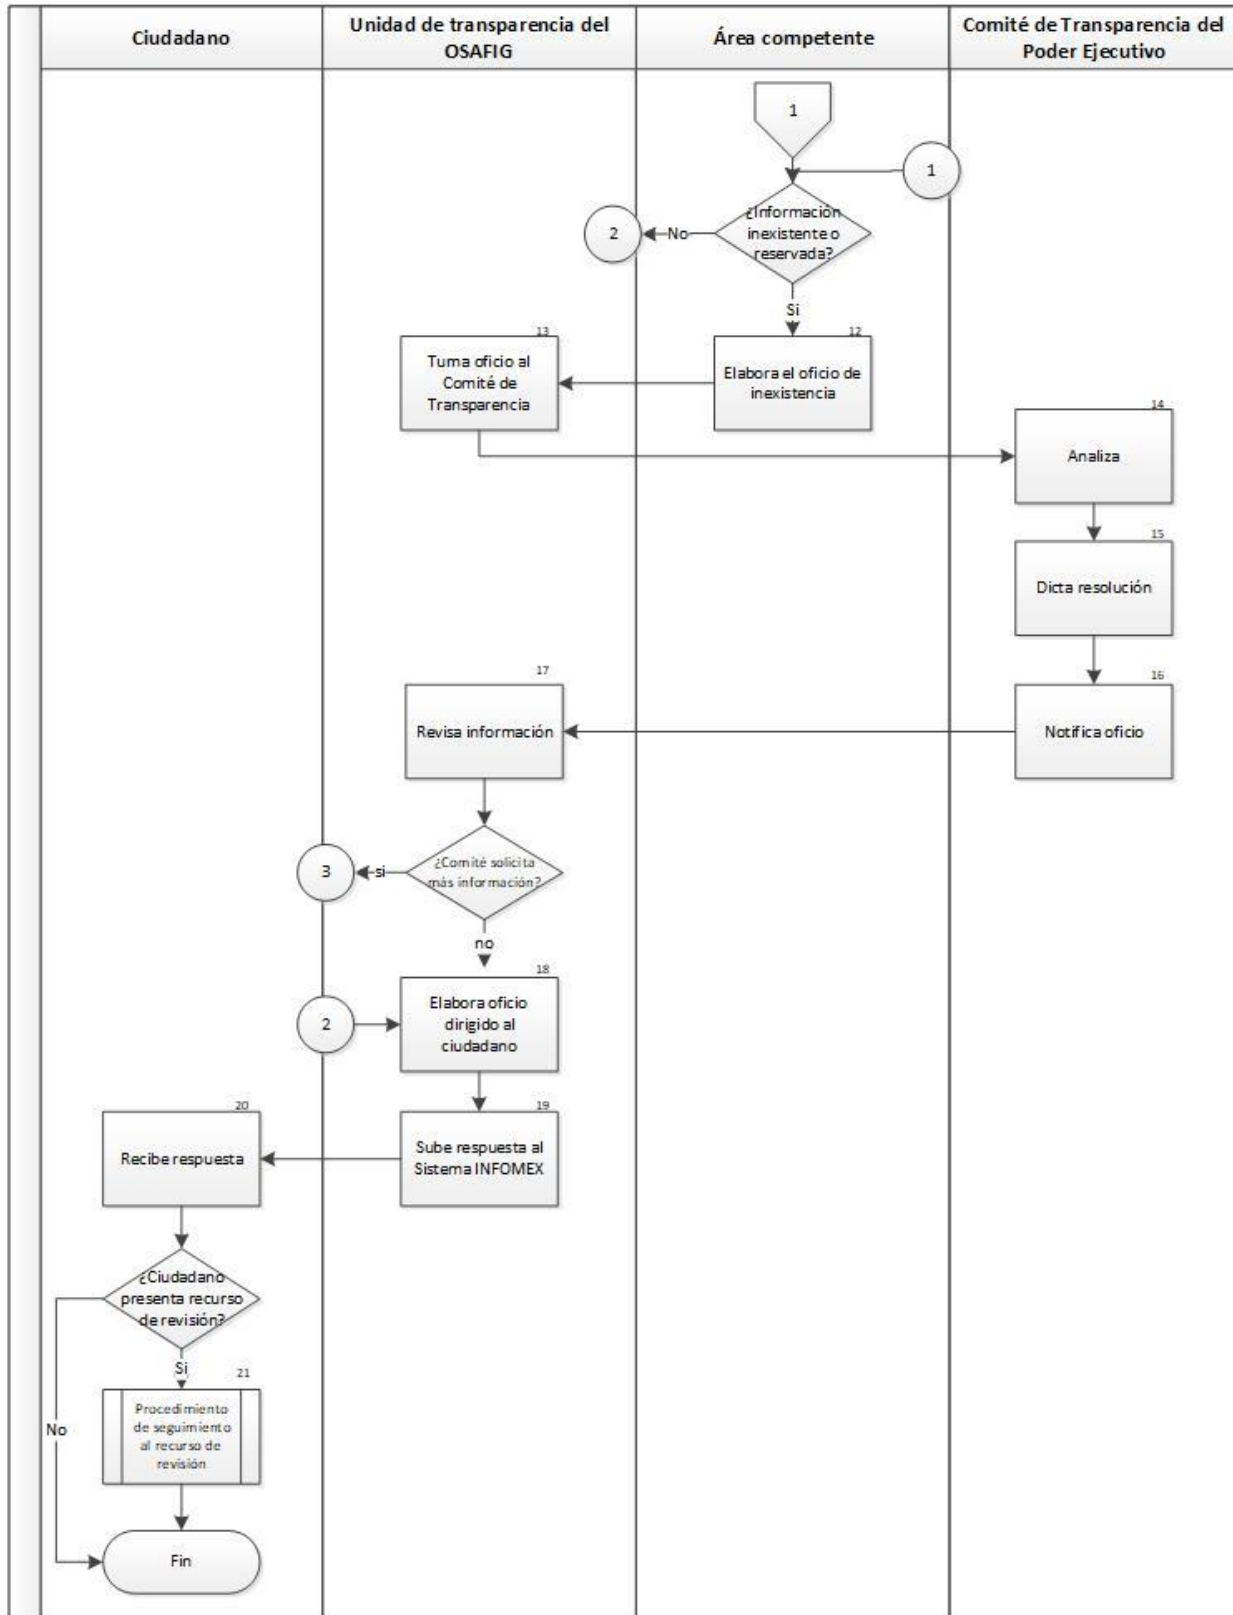 Ciudadano
Unidad de transparencia del
OSAFIG
Área competente
Comité de Transparencia del
Poder Ejecutivo
1
1
¿Información
inexistente o
reservada?
No
2
Si
13
Turna oficio al
Comité de
Transparencia
12
Elabora el oficio de
inexistencia
14
Analiza
15
Dicta resolución
16
Notifica oficio
17
Revisa información
¿Comité solicita
más información?
si
3
no
18
Elabora oficio
dirigido al
ciudadano
2
19
Sube respuesta al
Sistema INFOMEX
20
Recibe respuesta
¿Ciudadano
presenta recurso
de revisión?
Si
No
21
Procedimiento
de seguimiento
al recurso de
revisión
Fin